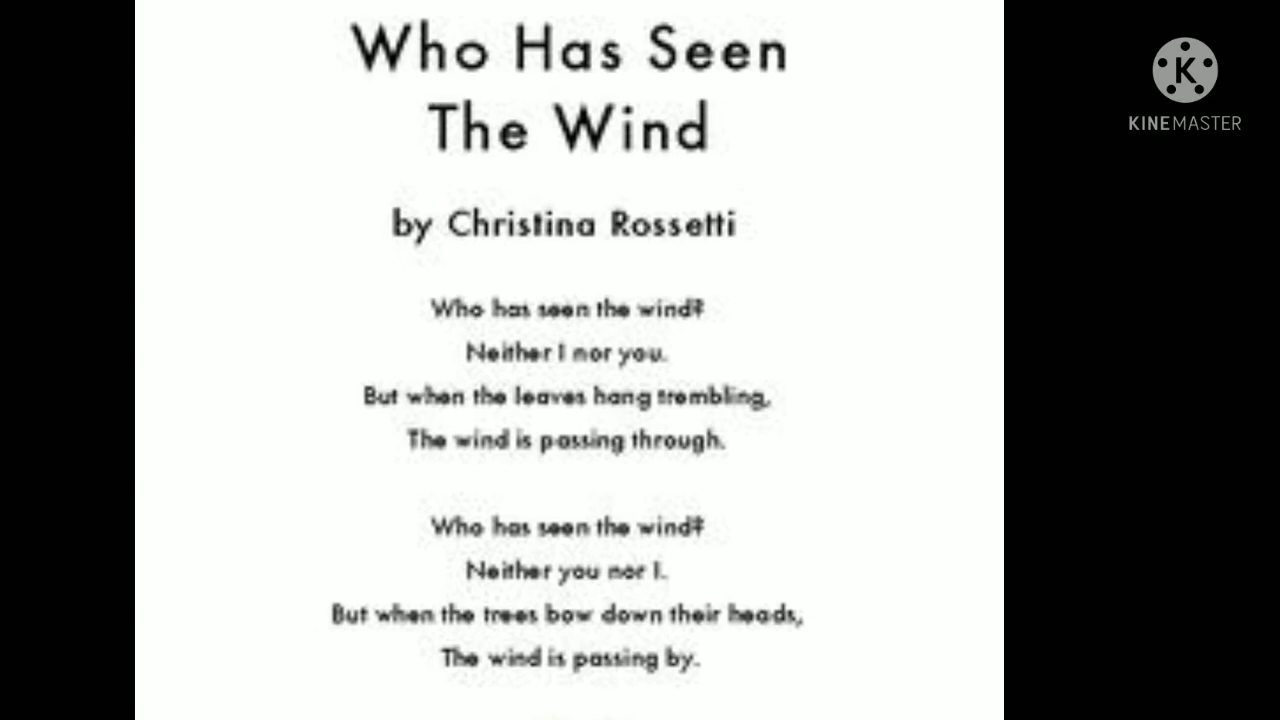 Who Has Seen
The Wind
by Christina Rossetti
Who has seen the wind?
Neither I nor you.
But when the leaves hang trembling,
The wind is passing through.
Who has seen the wind?
Neither you nor I.
But when the trees bow down their heads,
The wind is passing by.
K
KINEMASTER